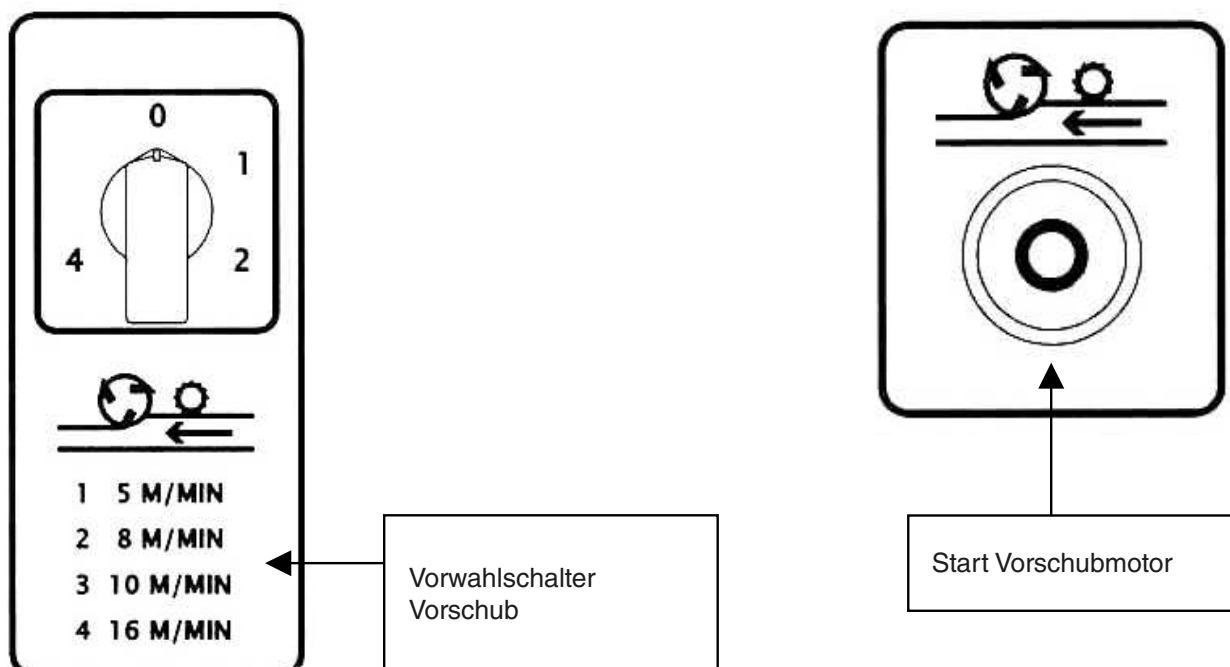 0
1
4
2
1 5 M/MIN
2 8 M/MIN
3 10 M/MIN
4 16 M/MIN
Vorwahlschalter
Vorschub
Start Vorschubmotor